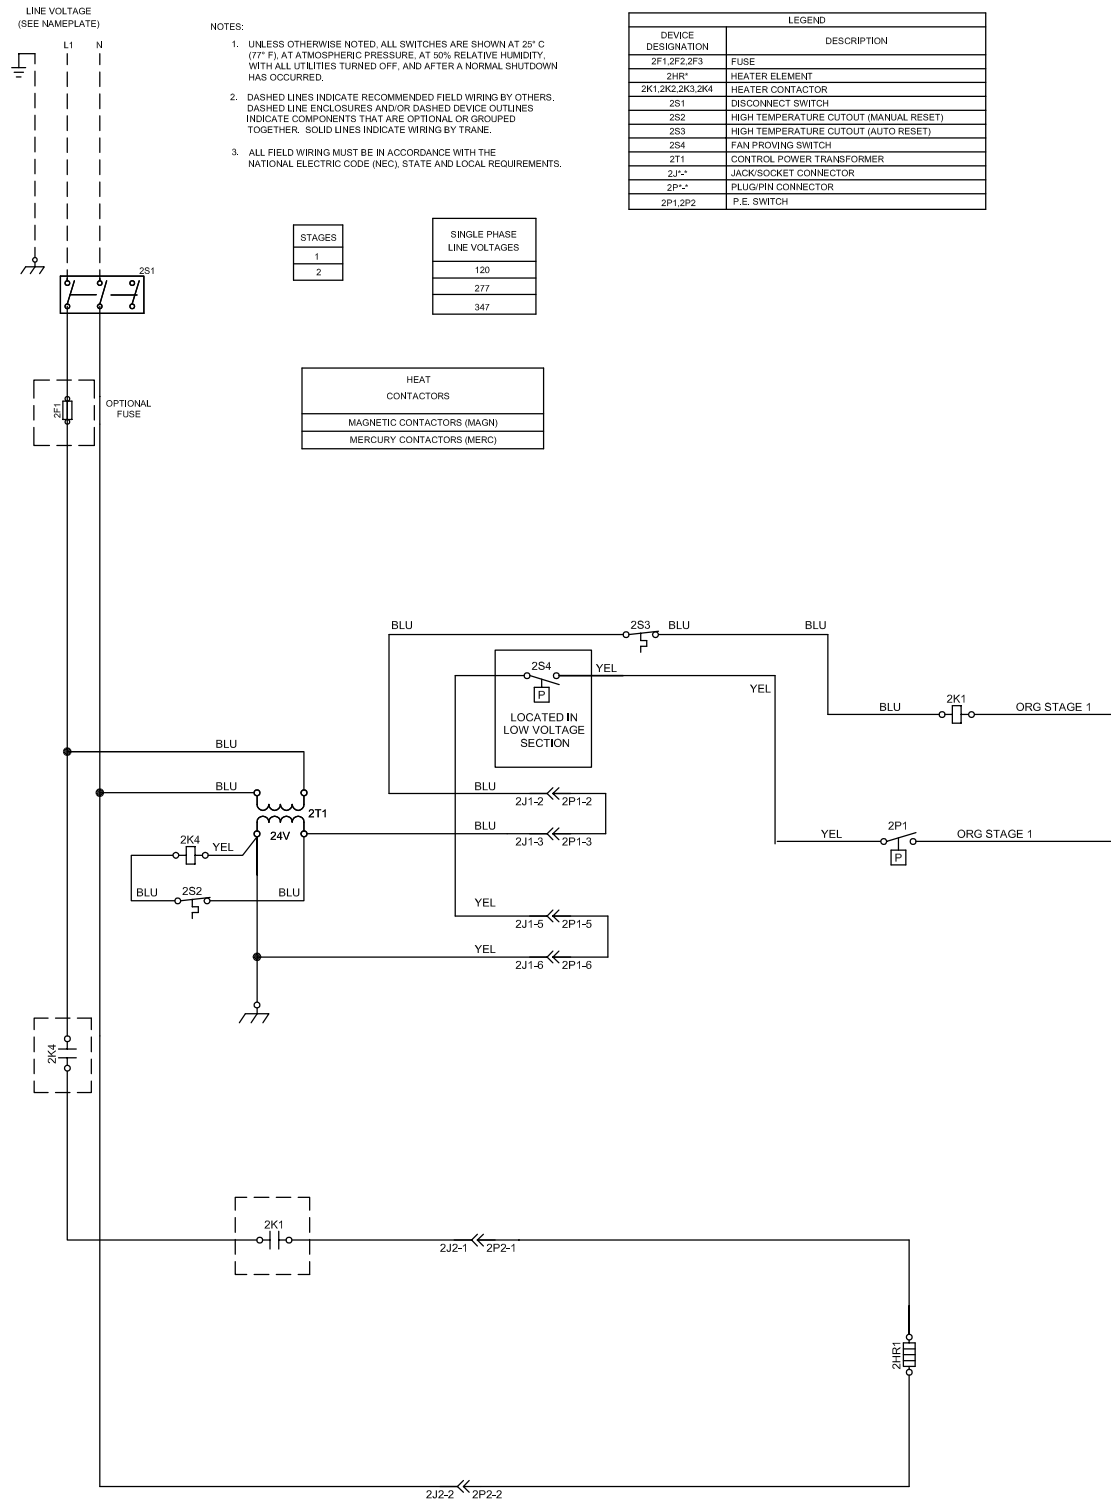 LINE VOLTAGE
(SEE NAMEPLATE)
L1 N
NOTES:
1. UNLESS OTHERWISE NOTED, ALL SWITCHES ARE SHOWN AT 25° C
(77° F), AT ATMOSPHERIC PRESSURE, AT 50% RELATIVE HUMIDITY,
WITH ALL UTILITIES TURNED OFF, AND AFTER A NORMAL SHUTDOWN
HAS OCCURRED.
2. DASHED LINES INDICATE RECOMMENDED FIELD WIRING BY OTHERS.
DASHED LINE ENCLOSURES AND/OR DASHED DEVICE OUTLINES
INDICATE COMPONENTS THAT ARE OPTIONAL OR GROUPED
TOGETHER. SOLID LINES INDICATE WIRING BY TRANE.
3. ALL FIELD WIRING MUST BE IN ACCORDANCE WITH THE
NATIONAL ELECTRIC CODE (NEC), STATE AND LOCAL REQUIREMENTS.
LEGEND
DEVICE
DESIGNATION
DESCRIPTION
2F1,2F2,2F3 FUSE
2HR* HEATER ELEMENT
2K1,2K2,2K3,2K4 HEATER CONTACTOR
2S1 DISCONNECT SWITCH
2S2 HIGH TEMPERATURE CUTOUT (MANUAL RESET)
2S3 HIGH TEMPERATURE CUTOUT (AUTO RESET)
2S4 FAN PROVING SWITCH
2T1 CONTROL POWER TRANSFORMER
2J*-* JACK/SOCKET CONNECTOR
2P*-* PLUG/PIN CONNECTOR
2P1,2P2 P.E. SWITCH
STAGES
1
2
SINGLE PHASE
LINE VOLTAGES
120
277
347
2S1
HEAT
CONTACTORS
MAGNETIC CONTACTORS (MAGN)
MERCURY CONTACTORS (MERC)
2F1
OPTIONAL
FUSE
BLU 2S3 BLU BLU
2S4 YEL
P
LOCATED IN
LOW VOLTAGE
SECTION
YEL
BLU 2K1 ORG STAGE 1
BLU
BLU
2T1
24V
BLU
2J1-2 2P1-2
BLU
2J1-3 2P1-3
2K4 YEL
BLU 2S2 BLU
YEL 2P1 ORG STAGE 1
P
YEL
2J1-5 2P1-5
YEL
2J1-6 2P1-6
2K4
2K1
2J2-1 2P2-1
2HR1
2J2-2 2P2-2